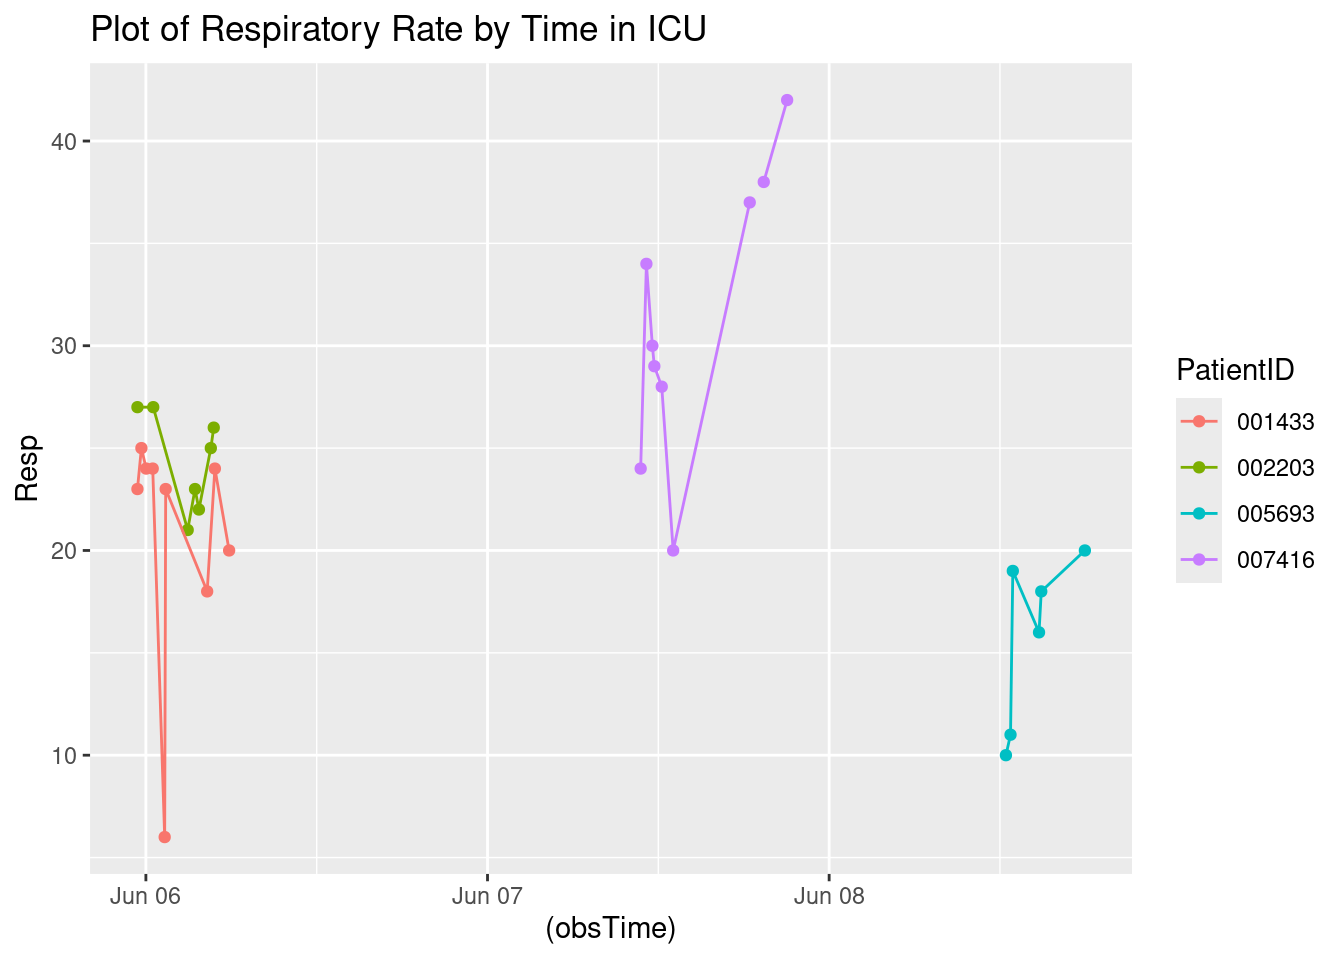 Plot of Respiratory Rate by Time in ICU
40
30
20
10
Resp
Jun 06
Jun 07
Jun 08
(obsTime)
PatientID
001433
002203
005693
007416